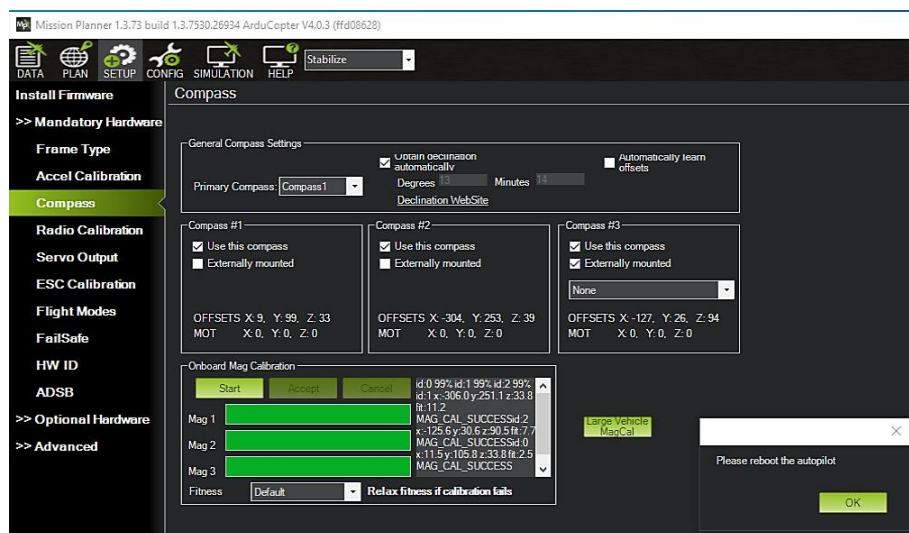 Mission Planner 1.3.73 build 1.3.7530.26934 ArduCopter V4.0.3 (ffd08628)
DATA PLAN SETUP CONFIG SIMULATION HELP Stabilize
Install Firmware
>> Mandatory Hardware
Frame Type
Accel Calibration
Compass
Radio Calibration
Servo Output
ESC Calibration
Flight Modes
FailSafe
HW ID
ADSB
>> Optional Hardware
>> Advanced
Compass
General Compass Settings
Primary Compass: Compass1
Obtain declination
automatically
Degrees 13 Minutes 14
Declination WebSite
Automatically learn
offsets
Compass #1
Use this compass
Externally mounted
OFFSETS X: 9, Y: 99, Z: 33
MOT X: 0, Y: 0, Z: 0
Compass #2
Use this compass
Externally mounted
OFFSETS X: -304, Y: 253, Z: 39
MOT X: 0, Y: 0, Z: 0
Compass #3
Use this compass
Externally mounted
None
OFFSETS X: -127, Y: 26, Z: 94
MOT X: 0, Y: 0, Z: 0
Onboard Mag Calibration
Start Accept Cancel
Mag 1
Mag 2
Mag 3
id:0 99% id:1 99% id:2 99%
id:1 x:-306.0 y:251.1 z:33.8
fit:11.2
MAG_CAL_SUCCESSid:2
x:-125.6 y:30.6 z:90.5 fit:7.7
MAG_CAL_SUCCESSid:0
x:11.5 y:105.8 z:33.8 fit:2.5
MAG_CAL_SUCCESS
Fitness Default Relax fitness if calibration fails
Large Vehicle
MagCal
Please reboot the autopilot
OK